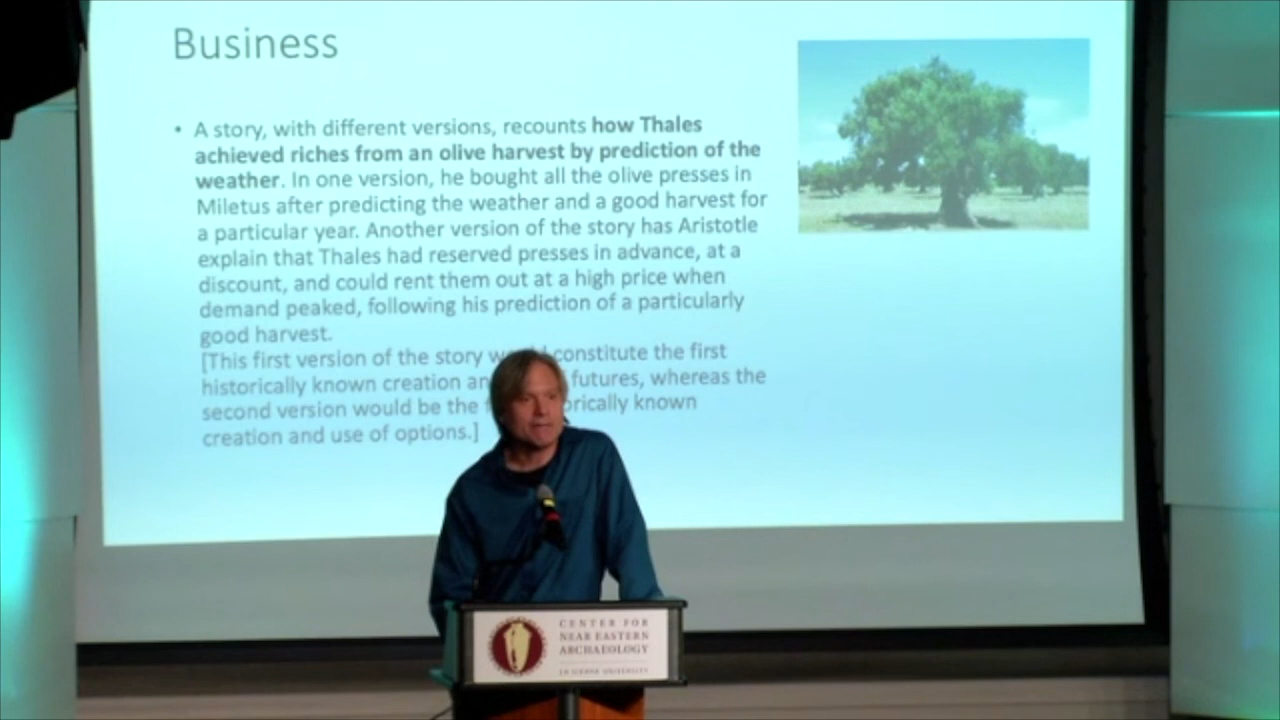 Business
• A story, with different versions, recounts how Thales
achieved riches from an olive harvest by prediction of the
weather. In one version, he bought all the olive presses in
Miletus after predicting the weather and a good harvest for
a particular year. Another version of the story has Aristotle
explain that Thales had reserved presses in advance, at a
discount, and could rent them out at a high price when
demand peaked, following his prediction of a particularly
good harvest.
[This first version of the story constitute the first
historically known creation futures, whereas the
second version would be the known
creation and use of options.]
CENTER FOR
NEAR EASTERN
ARCHAEOLOGY
UNIVERSITY